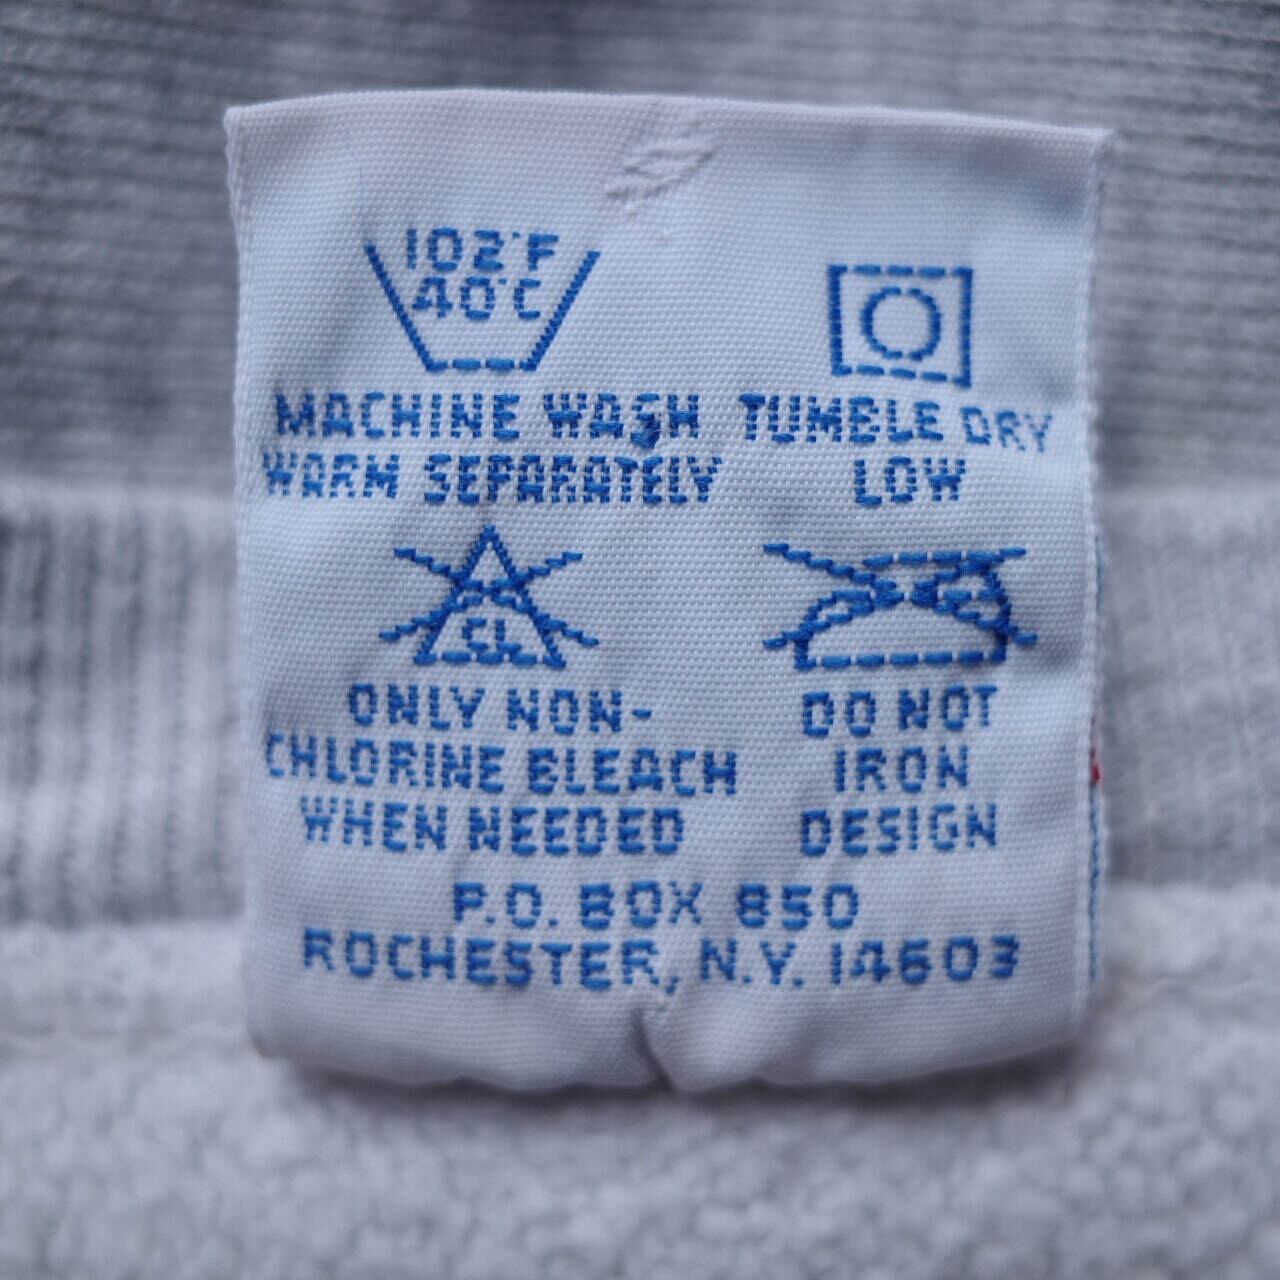 102°F
40°C
MACHINE WASH
WARM SEPARATELY
TUMBLE DRY
LOW
CL
ONLY NON-
CHLORINE BLEACH
WHEN NEEDED
DO NOT
IRON
DESIGN
P.O. BOX 850
ROCHESTER, N.Y. 14603